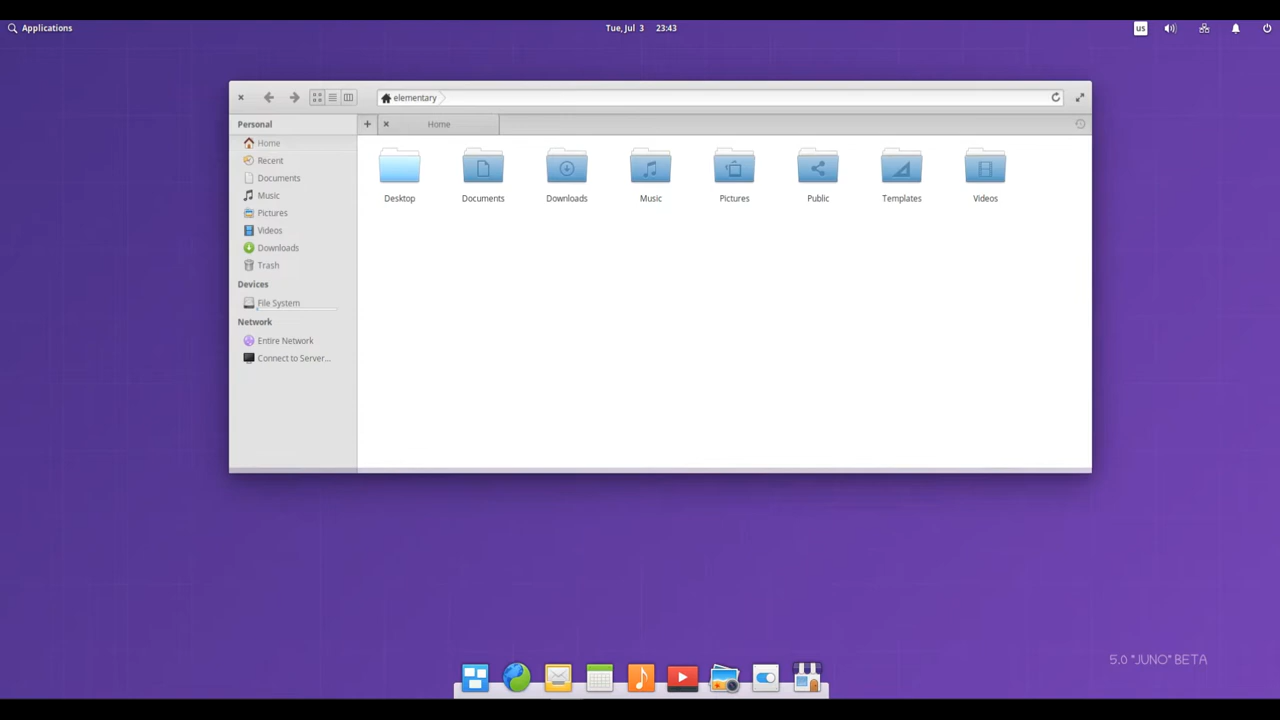 Applications
Tue, Jul 3 23:43
us
elementary
Personal
Home
Home
Recent
Documents
Music
Pictures
Videos
Downloads
Trash
Devices
File System
Network
Entire Network
Connect to Server...
Desktop
Documents
Downloads
Music
Pictures
Public
Templates
Videos
5.0 "JUNO" BETA